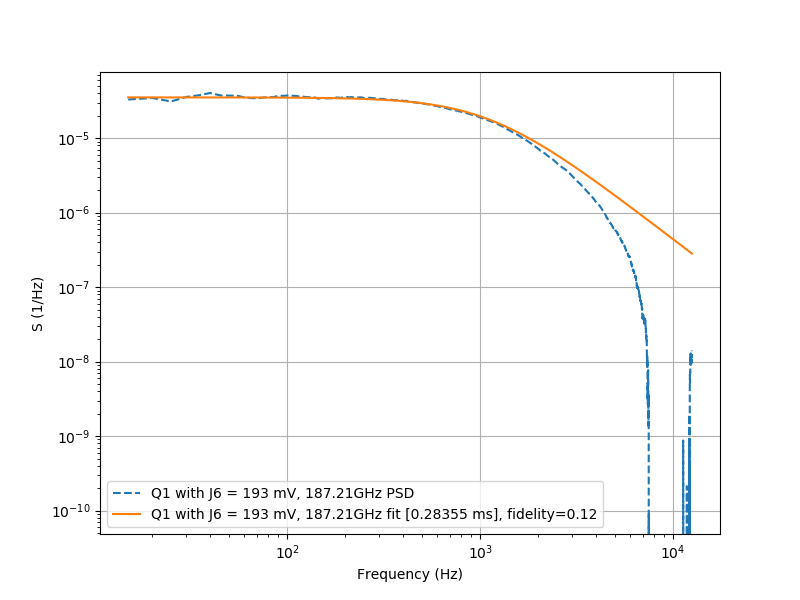 10⁻⁵
10⁻⁶
10⁻⁷
10⁻⁸
10⁻⁹
10⁻¹⁰
S (1/Hz)
Q1 with J6 = 193 mV, 187.21GHz PSD
Q1 with J6 = 193 mV, 187.21GHz fit [0.28355 ms], fidelity=0.12
10² 10³ 10⁴
Frequency (Hz)